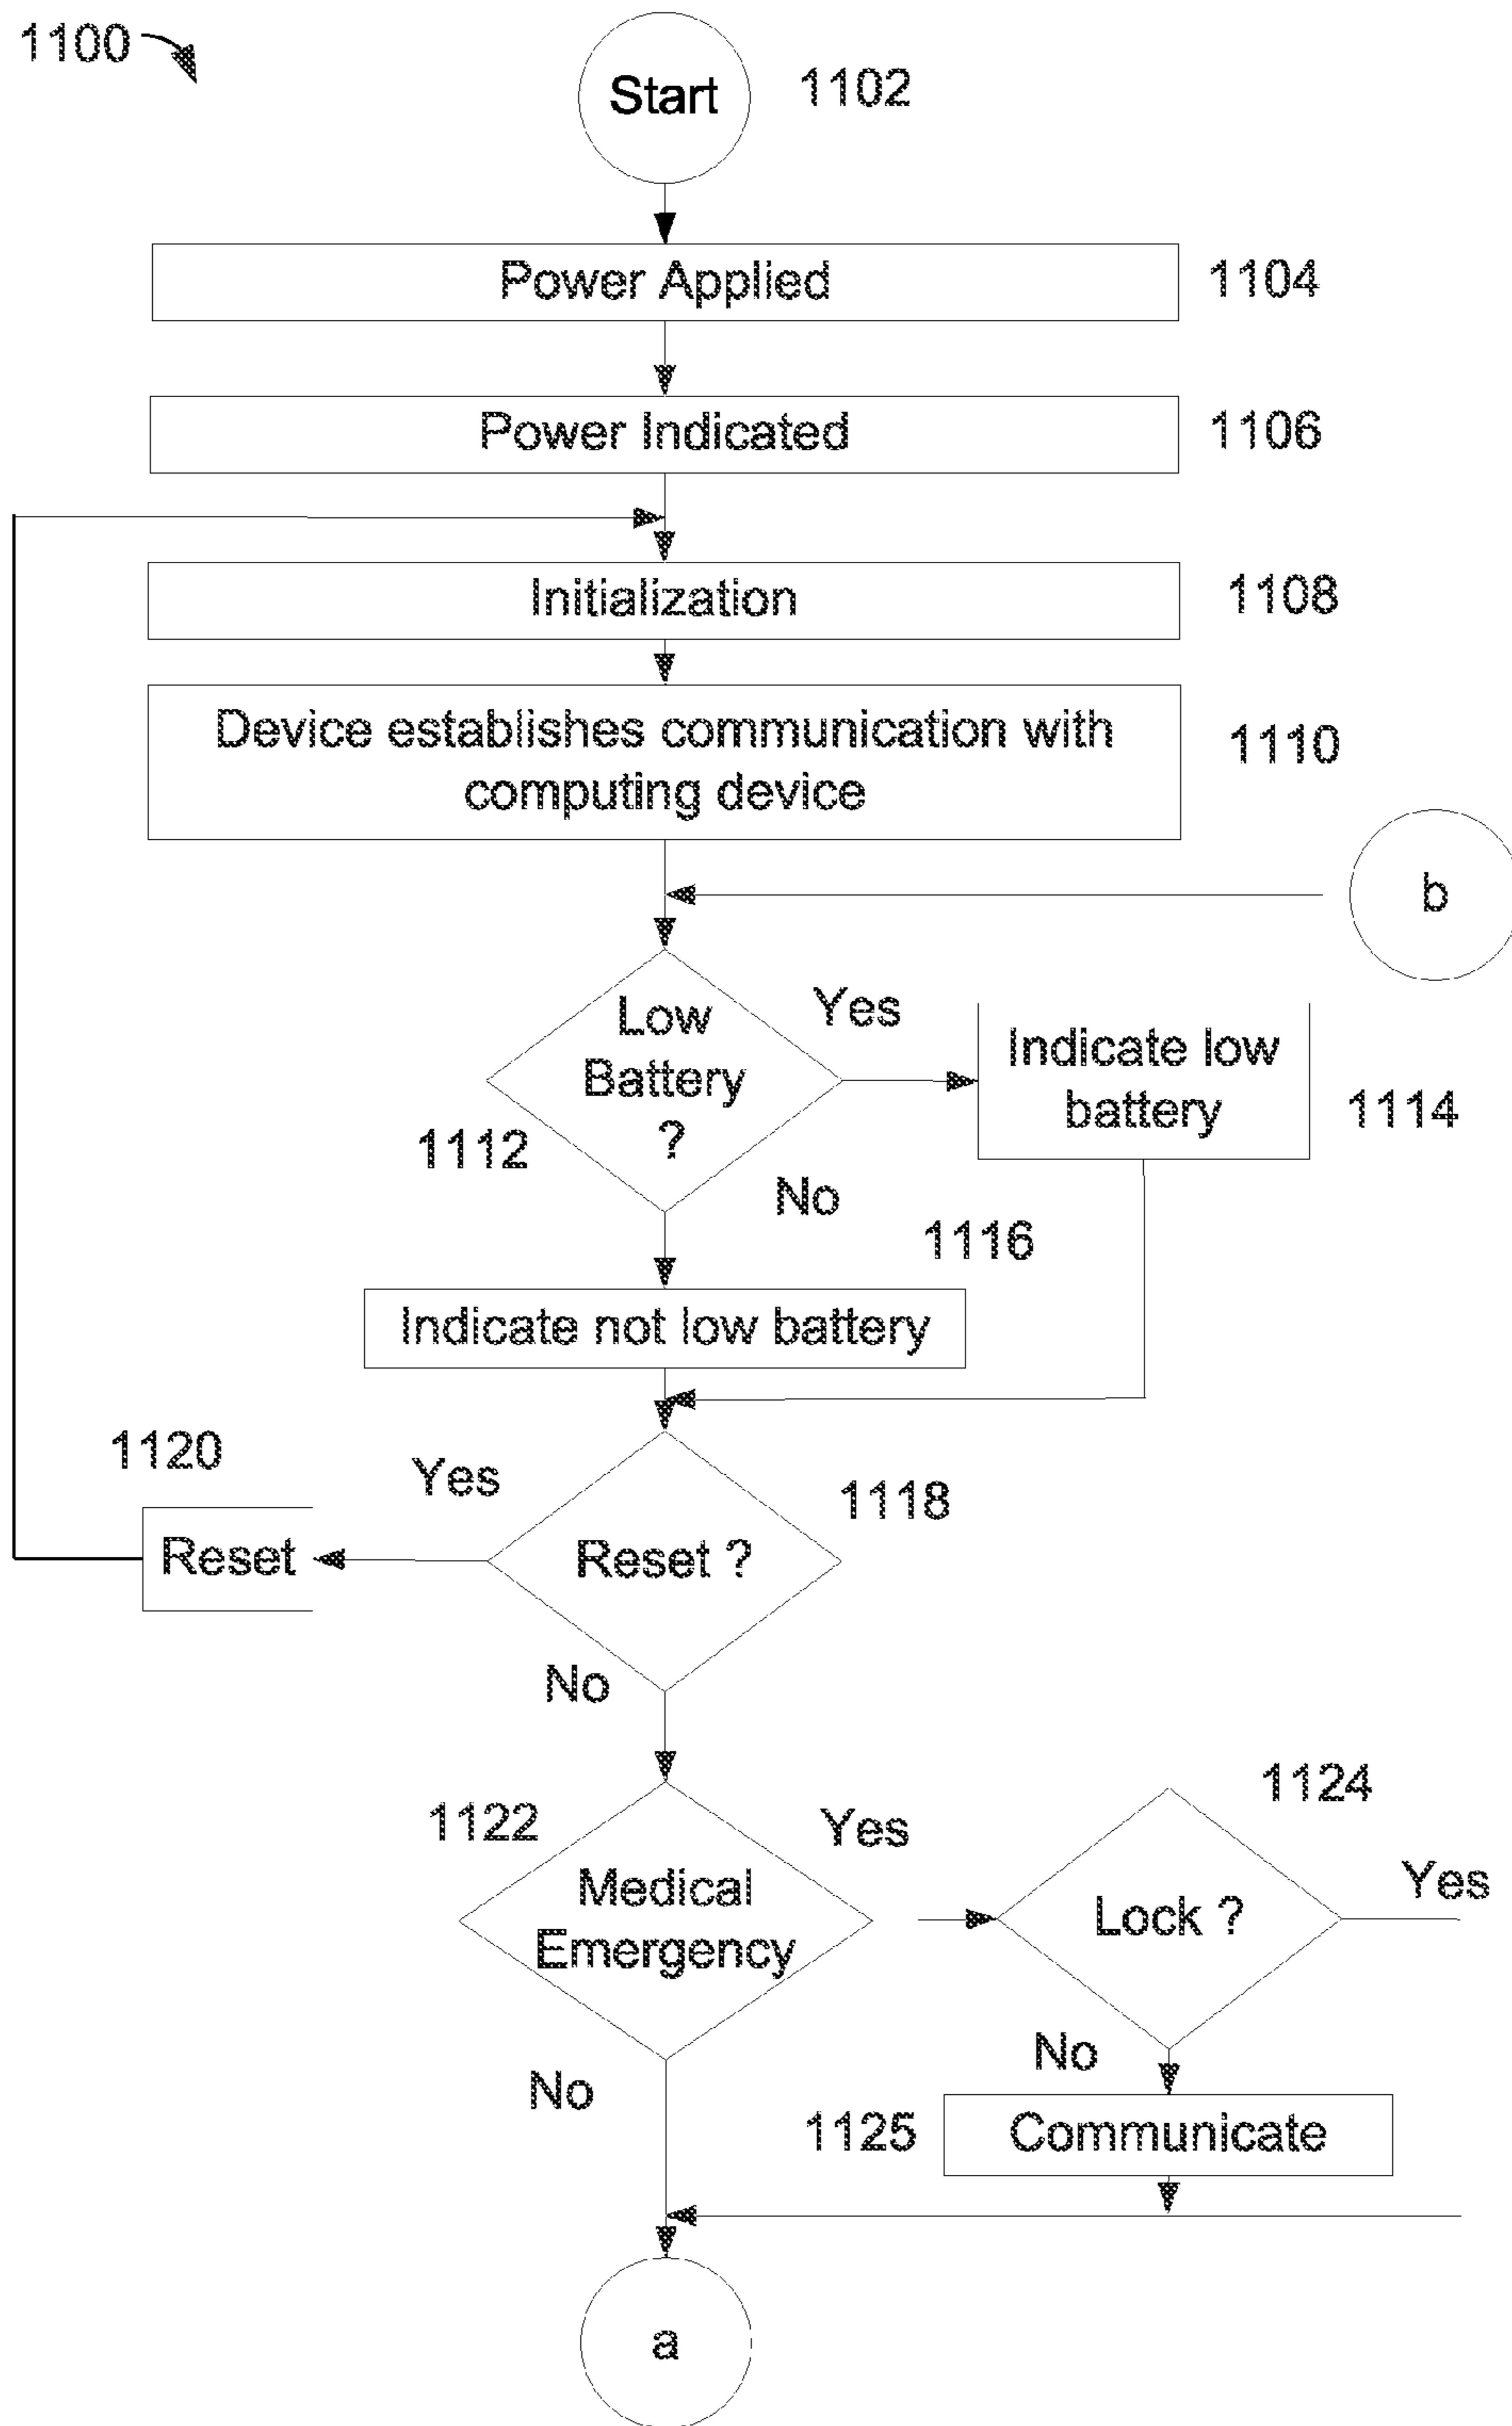 1100
Start
1102
Power Applied
1104
Power Indicated
1106
Initialization
1108
Device establishes communication with
computing device
1110
b
Low
Battery
?
Yes
Indicate low
battery
1112
1114
No
1116
Indicate not low battery
1120
Yes
1118
Reset
Reset ?
No
1122
Yes
1124
Yes
Medical
Emergency
Lock ?
No
No
1125
Communicate
a